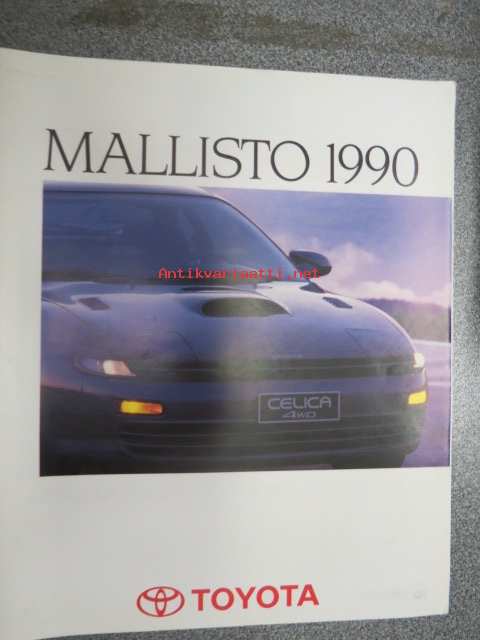 MALLISTO 1990
Antikvariaatti.net
CELICA
4WD
TOYOTA